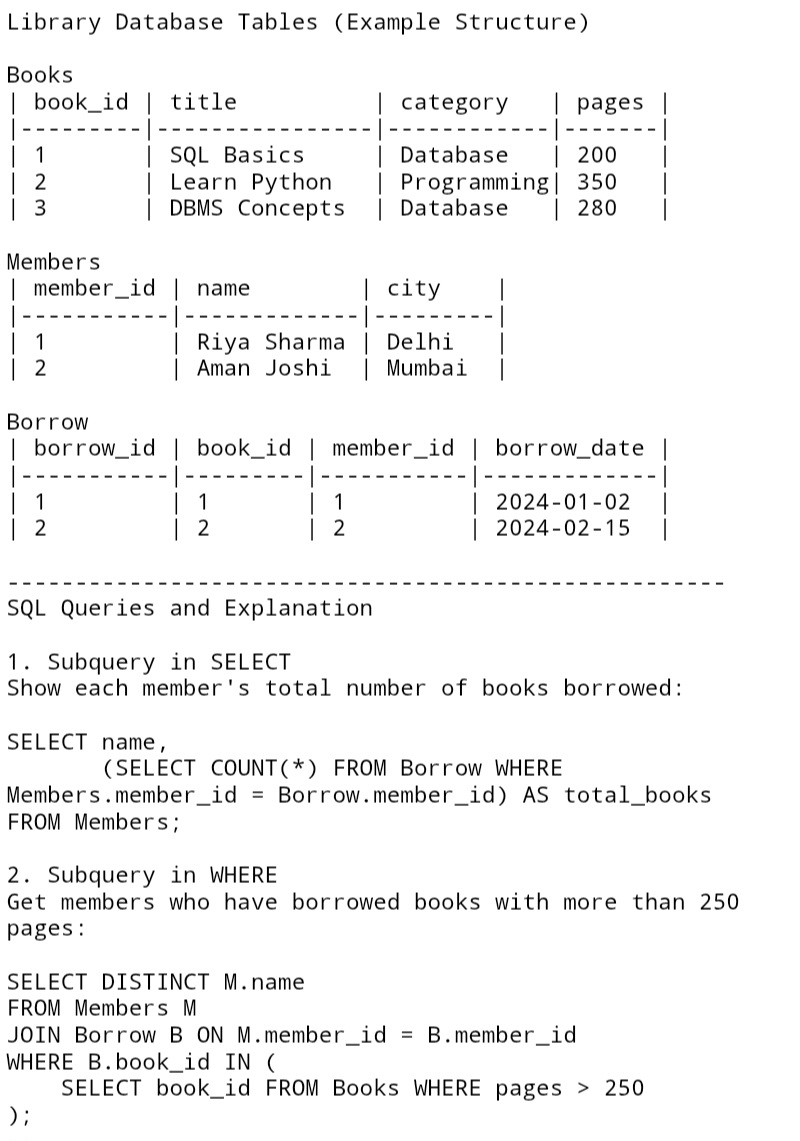 Library Database Tables (Example Structure)

Books
| book_id | title           | category   | pages |
|---------|----------------|------------|-------|
| 1       | SQL Basics     | Database   | 200   |
| 2       | Learn Python   | Programming| 350   |
| 3       | DBMS Concepts  | Database   | 280   |

Members
| member_id | name         | city    |
|-----------|-------------|---------|
| 1         | Riya Sharma | Delhi   |
| 2         | Aman Joshi  | Mumbai  |

Borrow
| borrow_id | book_id | member_id | borrow_date |
|-----------|---------|-----------|-------------|
| 1         | 1       | 1         | 2024-01-02  |
| 2         | 2       | 2         | 2024-02-15  |

-----------------------------------------------------
SQL Queries and Explanation

1. Subquery in SELECT
Show each member's total number of books borrowed:

SELECT name,
       (SELECT COUNT(*) FROM Borrow WHERE
Members.member_id = Borrow.member_id) AS total_books
FROM Members;

2. Subquery in WHERE
Get members who have borrowed books with more than 250
pages:

SELECT DISTINCT M.name
FROM Members M
JOIN Borrow B ON M.member_id = B.member_id
WHERE B.book_id IN (
    SELECT book_id FROM Books WHERE pages > 250
);